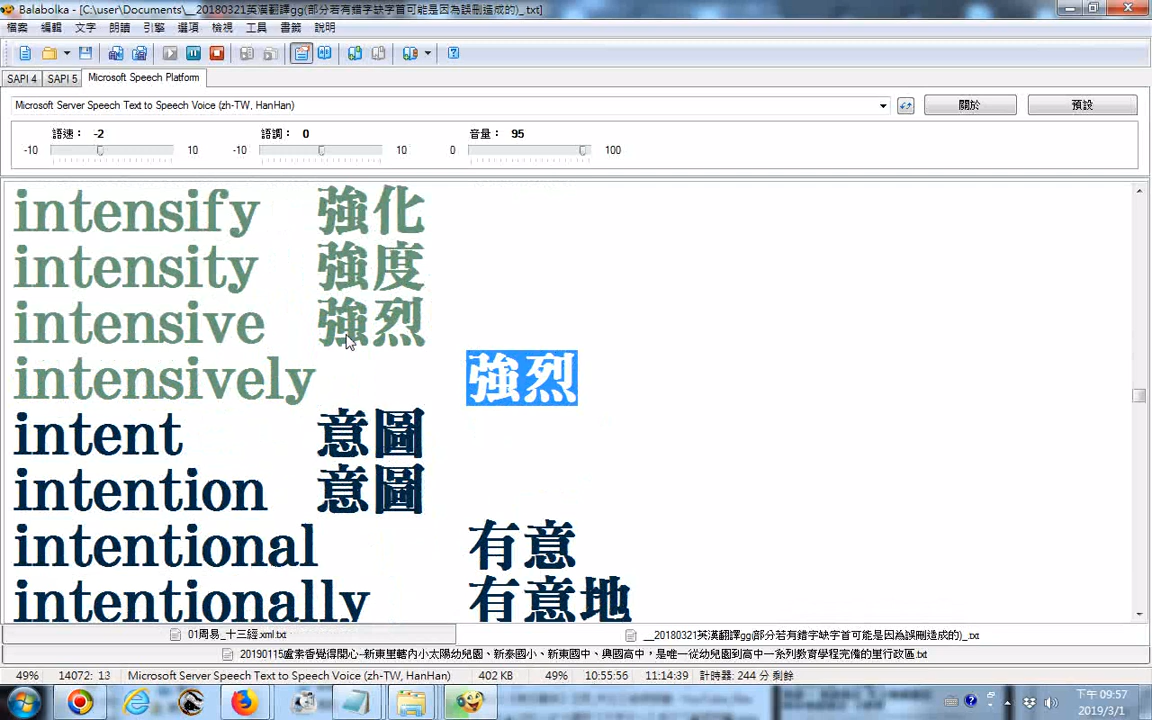 Balabolka - [C:\user\Documents\__20180321英漢翻譯gg(部分若有錯字缺字首可能是因為誤刪造成的)_.txt]
檔案 編輯 文字 朗讀 引擎 選項 檢視 工具 書籤 說明
SAPI 4 SAPI 5 Microsoft Speech Platform
Microsoft Server Speech Text to Speech Voice (zh-TW, HanHan) 關於 預設
語速： -2 語調： 0 音量： 95
-10 10 -10 10 0 100
intensify 強化
intensity 強度
intensive 強烈
intensively 強烈
intent 意圖
intention 意圖
intentional 有意
intentionally 有意地
01周易_十三經.xml.txt __20180321英漢翻譯gg(部分若有錯字缺字首可能是因為誤刪造成的)_.txt
20190115盧素香覺得開心-新東里轄內小太陽幼兒園、新泰國小、新東國中、興國高中，是唯一從幼兒園到高中一系列教育學程完備的里行政區.txt
49% 14072: 13 Microsoft Server Speech Text to Speech Voice (zh-TW, HanHan) 402 KB 49% 10:55:56 11:14:39 計時器: 244 分 剩餘
下午 09:57
2019/3/1